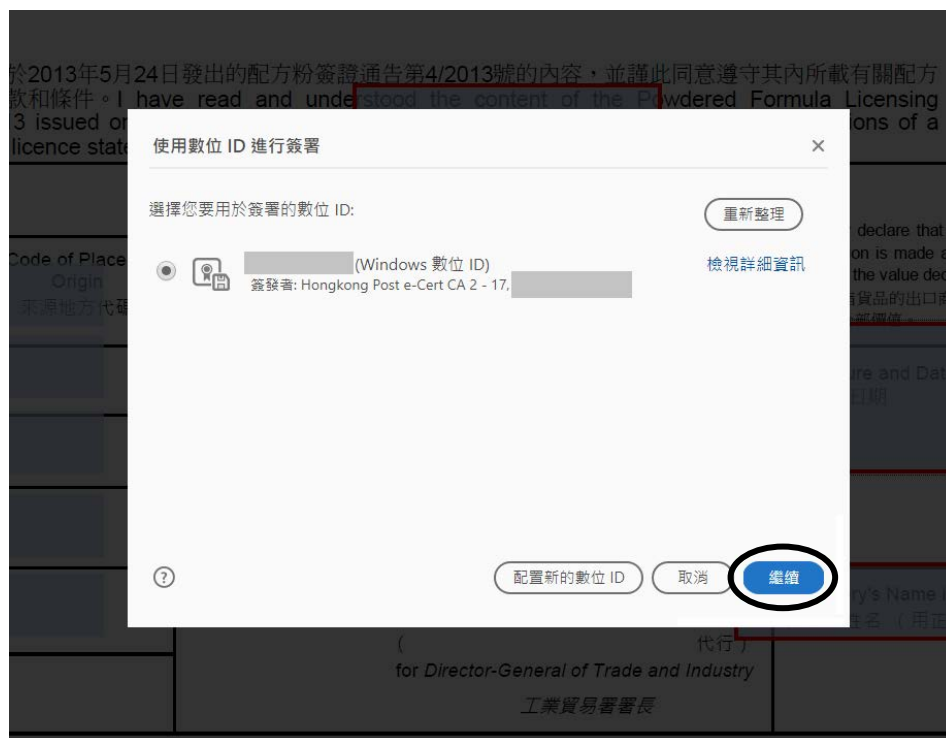 於2013年5月24日發出的配方粉簽證通告第4/2013號的內容，並謹此同意遵守其內所載有關配方
款和條件。I have read and understood the content of the Powdered Formula Licensing
3 issued or
ions of a
licence state
使用數位 ID 進行簽署
選擇您要用於簽署的數位 ID:
重新整理
(Windows 數位 ID)
檢視詳細資訊
簽發者: Hongkong Post e-Cert CA 2 - 17,
declare that
on is made a
the value dec
貨品的出口商
Code of Place
Origin
來源地方代碼
ure and Dat
日期
配置新的數位 ID
取消
繼續
ry's Name i
姓名（用正
(
代行 )
for Director-General of Trade and Industry
工業貿易署署長